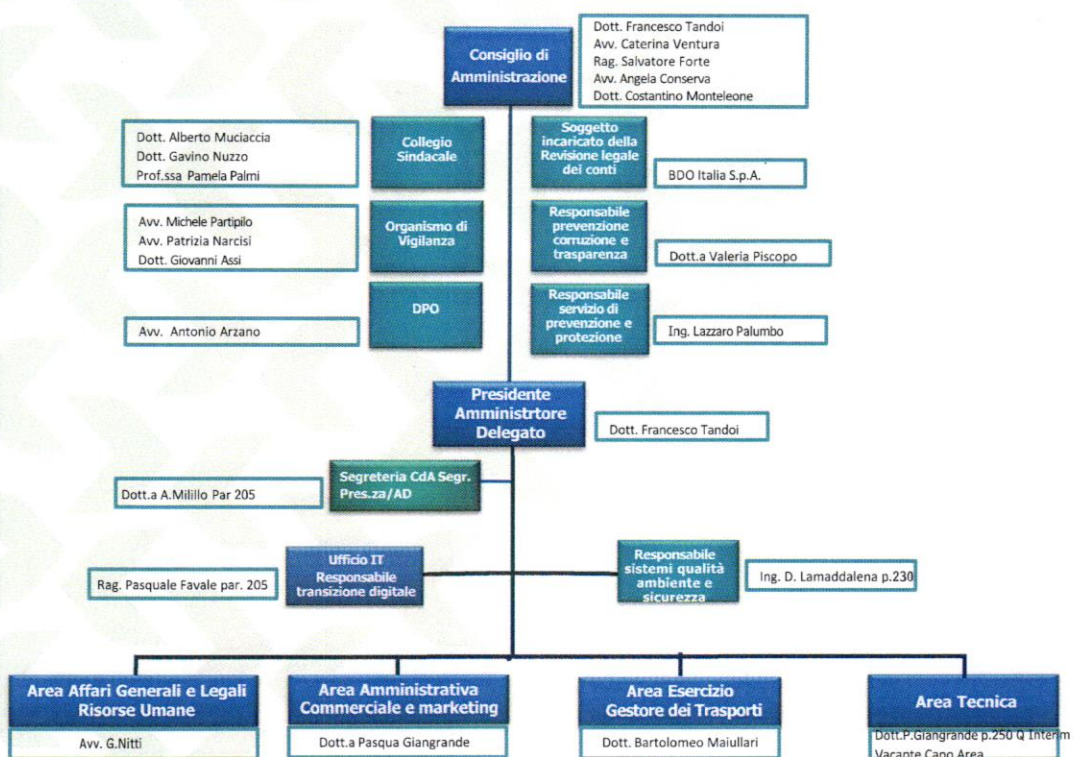 Consiglio di
Amministrazione
Dott. Francesco Tandoi
Avv. Caterina Ventura
Rag. Salvatore Forte
Avv. Angela Conserva
Dott. Costantino Monteleone
Dott. Alberto Muciaccia
Dott. Gavino Nuzzo
Prof.ssa Pamela Palmi
Collegio
Sindacale
Soggetto
incaricato della
Revisione legale
dei conti
BDO Italia S.p.A.
Avv. Michele Partipilo
Avv. Patrizia Narcisi
Dott. Giovanni Assi
Organismo di
Vigilanza
Responsabile
prevenzione
corruzione e
trasparenza
Dott.a Valeria Piscopo
Avv. Antonio Arzano
DPO
Responsabile
servizio di
prevenzione e
protezione
Ing. Lazzaro Palumbo
Presidente
Amministrtore
Delegato
Dott. Francesco Tandoi
Dott.a A.Milillo Par 205
Segreteria CdA Segr.
Pres.za/AD
Rag. Pasquale Favale par. 205
Ufficio IT
Responsabile
transizione digitale
Responsabile
sistemi qualità
ambiente e
sicurezza
Ing. D. Lamaddalena p.230
Area Affari Generali e Legali
Risorse Umane
Avv. G.Nitti
Area Amministrativa
Commerciale e marketing
Dott.a Pasqua Giangrande
Area Esercizio
Gestore dei Trasporti
Dott. Bartolomeo Maiullari
Area Tecnica
Dott.P.Giangrande p.250 Q Interim
Vacante Capo Area